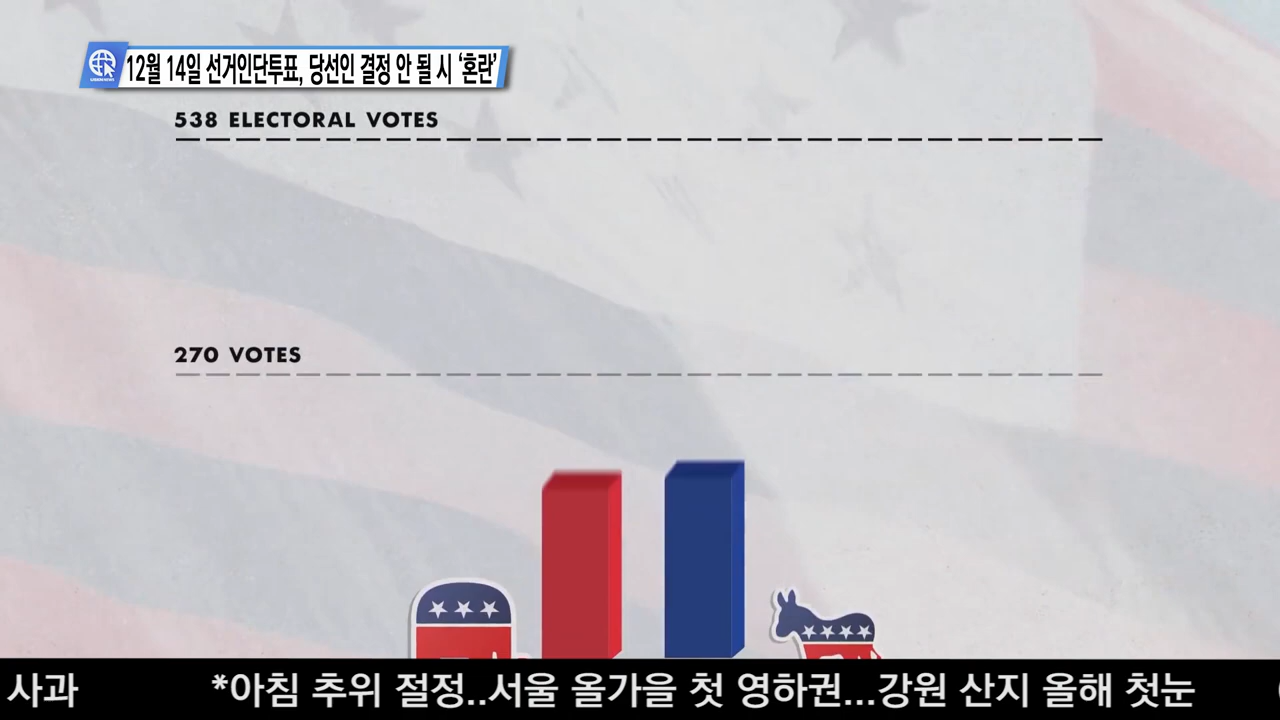 12월 14일 선거인단투표, 당선인 결정 안 될 시 ‘혼란’
538 ELECTORAL VOTES
270 VOTES
사과 *아침 추위 절정..서울 올가을 첫 영하권...강원 산지 올해 첫눈